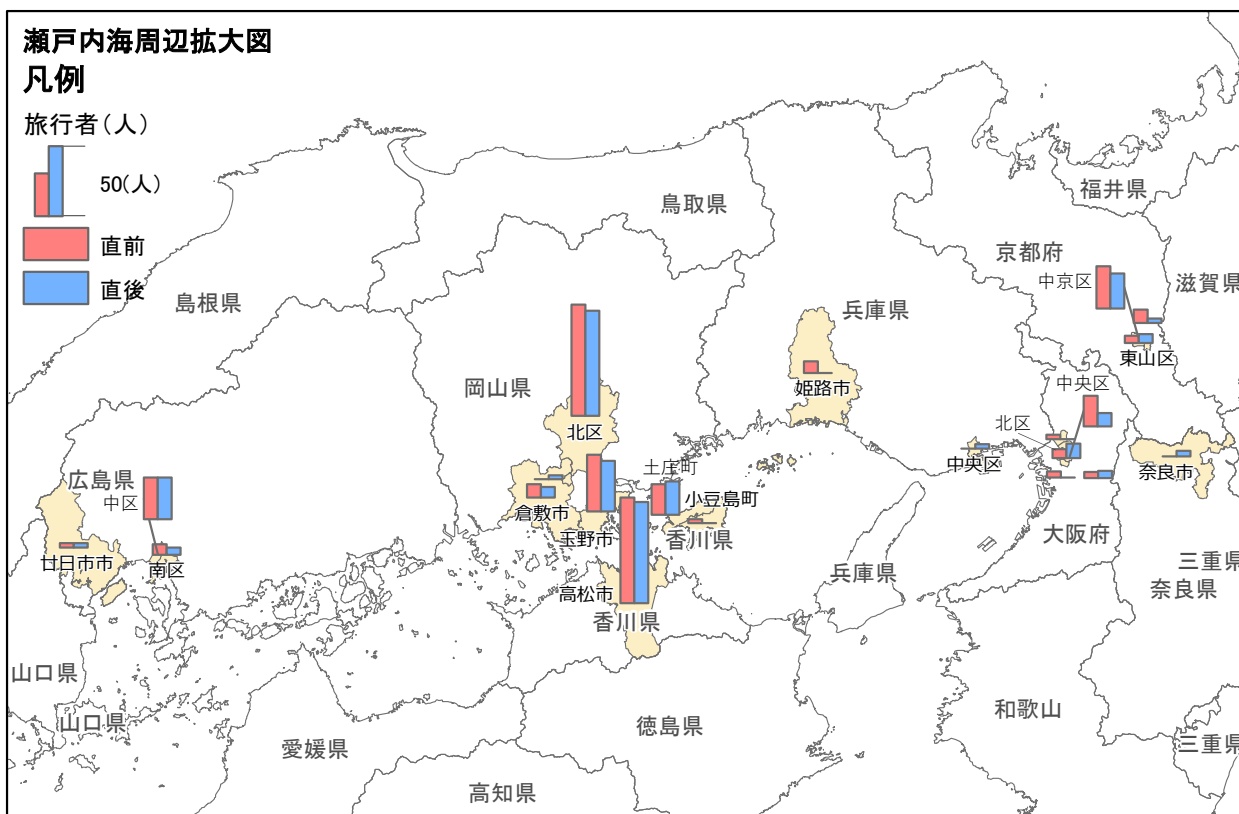 瀬戸内海周辺拡大図
凡例
旅行者(人)
50(人)
直前
直後
鳥取県
福井県
京都府
中京区
滋賀県
島根県
兵庫県
東山区
岡山県
姫路市
中央区
北区
北区
中央区
奈良市
広島県
中区
土庄町
小豆島町
倉敷市
玉野市
香川県
大阪府
廿日市市
南区
三重県
奈良県
兵庫県
高松市
香川県
山口県
山口県
和歌山
徳島県
愛媛県
三重県
高知県